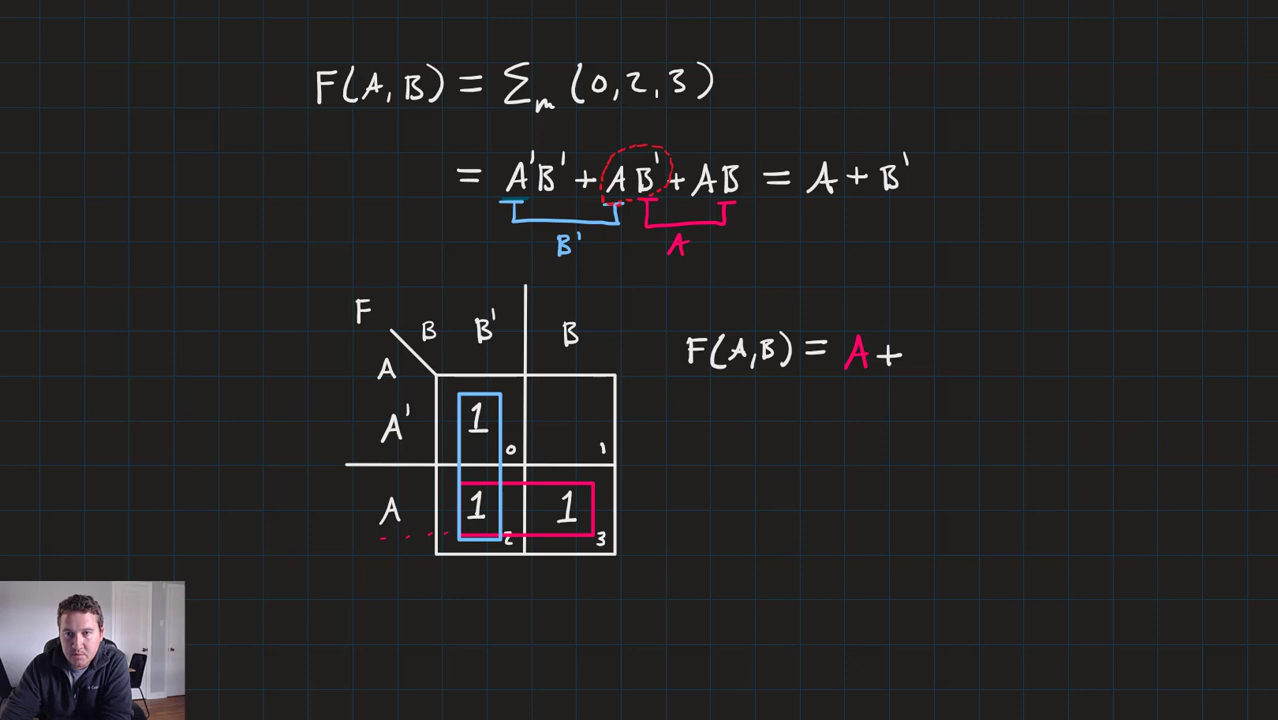 F(A,B) = Σm (0,2,3)
= A'B' + AB' + AB = A + B'
B' A
F B B' B
A
A' 1 0 1
A 1 2 1 3
F(A,B) = A +